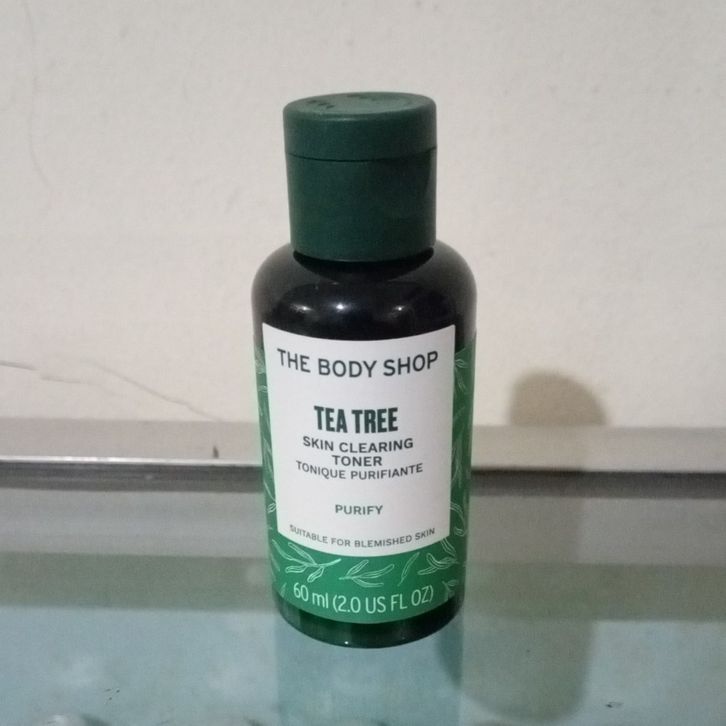 THE BODY SHOP
TEA TREE
SKIN CLEARING
TONER
TONIQUE PURIFIANTE
PURIFY
SUITABLE FOR BLEMISHED SKIN
60 ml (2.0 US FL OZ)